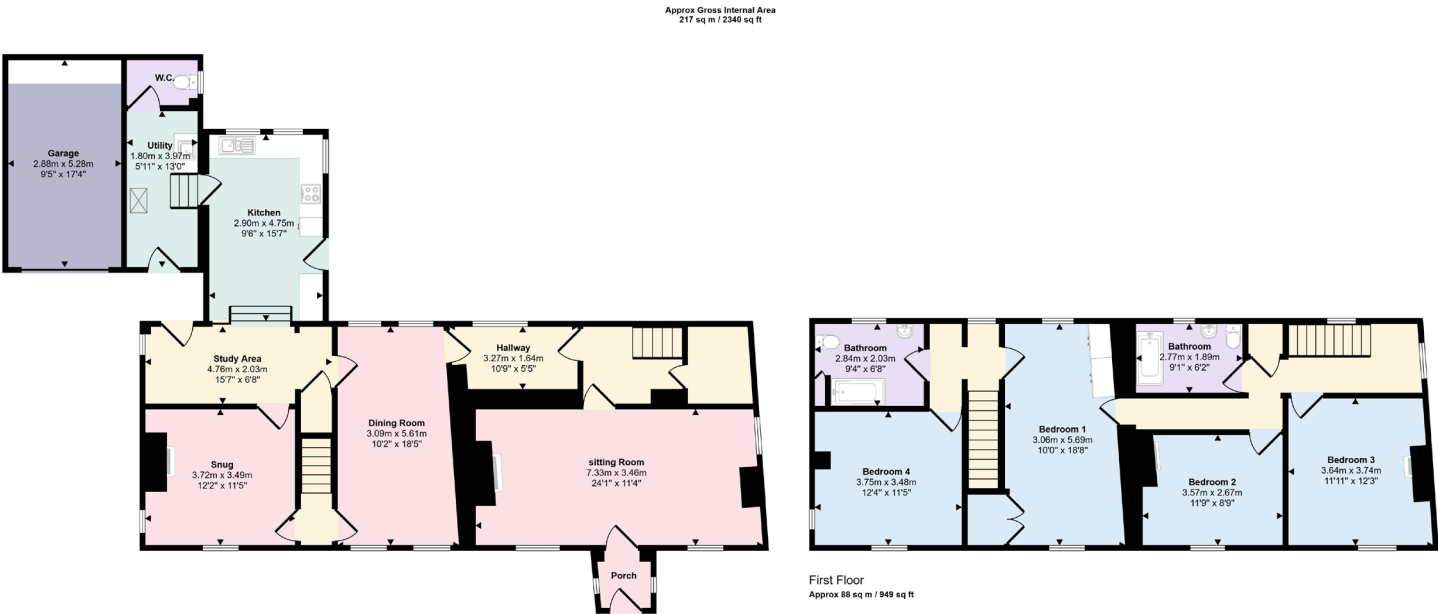 Approx Gross Internal Area
217 sq m / 2340 sq ft
W.C.
Garage
2.88m x 5.28m
9'5" x 17'4"
Utility
1.80m x 3.97m
5'11" x 13'0"
Kitchen
2.90m x 4.75m
9'6" x 15'7"
Study Area
4.76m x 2.03m
15'7" x 6'8"
Hallway
3.27m x 1.64m
10'9" x 5'5"
Dining Room
3.09m x 5.61m
10'2" x 18'5"
Snug
3.72m x 3.49m
12'2" x 11'5"
sitting Room
7.33m x 3.46m
24'1" x 11'4"
Porch
Bathroom
2.84m x 2.03m
9'4" x 6'8"
Bathroom
2.77m x 1.89m
9'1" x 6'2"
Bedroom 1
3.06m x 5.69m
10'0" x 18'8"
Bedroom 4
3.75m x 3.48m
12'4" x 11'5"
Bedroom 2
3.57m x 2.67m
11'9" x 8'9"
Bedroom 3
3.64m x 3.74m
11'11" x 12'3"
First Floor
Approx 88 sq m / 949 sq ft